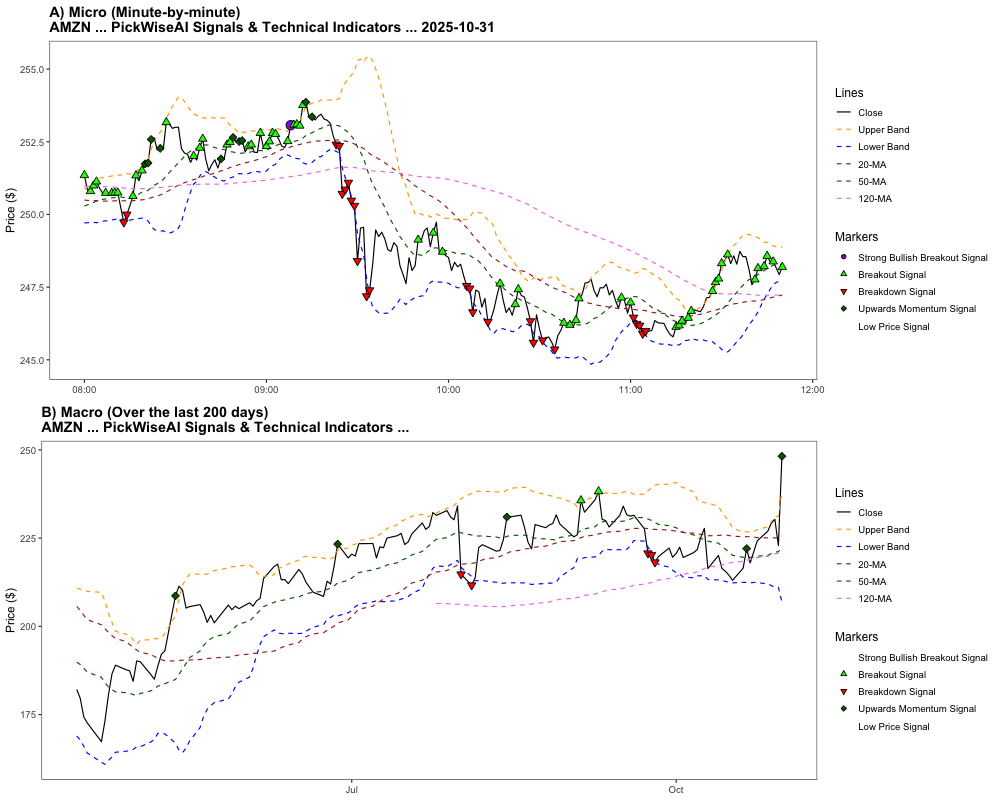 A) Micro (Minute-by-minute)
AMZN ... PickWiseAI Signals & Technical Indicators ... 2025-10-31
Price ($)
255.0
252.5
250.0
247.5
245.0
08:00
09:00
10:00
11:00
12:00
Lines
Close
Upper Band
Lower Band
20-MA
50-MA
120-MA
Markers
Strong Bullish Breakout Signal
Breakout Signal
Breakdown Signal
Upwards Momentum Signal
Low Price Signal
B) Macro (Over the last 200 days)
AMZN ... PickWiseAI Signals & Technical Indicators ...
Price ($)
250
225
200
175
Jul
Oct
Lines
Close
Upper Band
Lower Band
20-MA
50-MA
120-MA
Markers
Strong Bullish Breakout Signal
Breakout Signal
Breakdown Signal
Upwards Momentum Signal
Low Price Signal